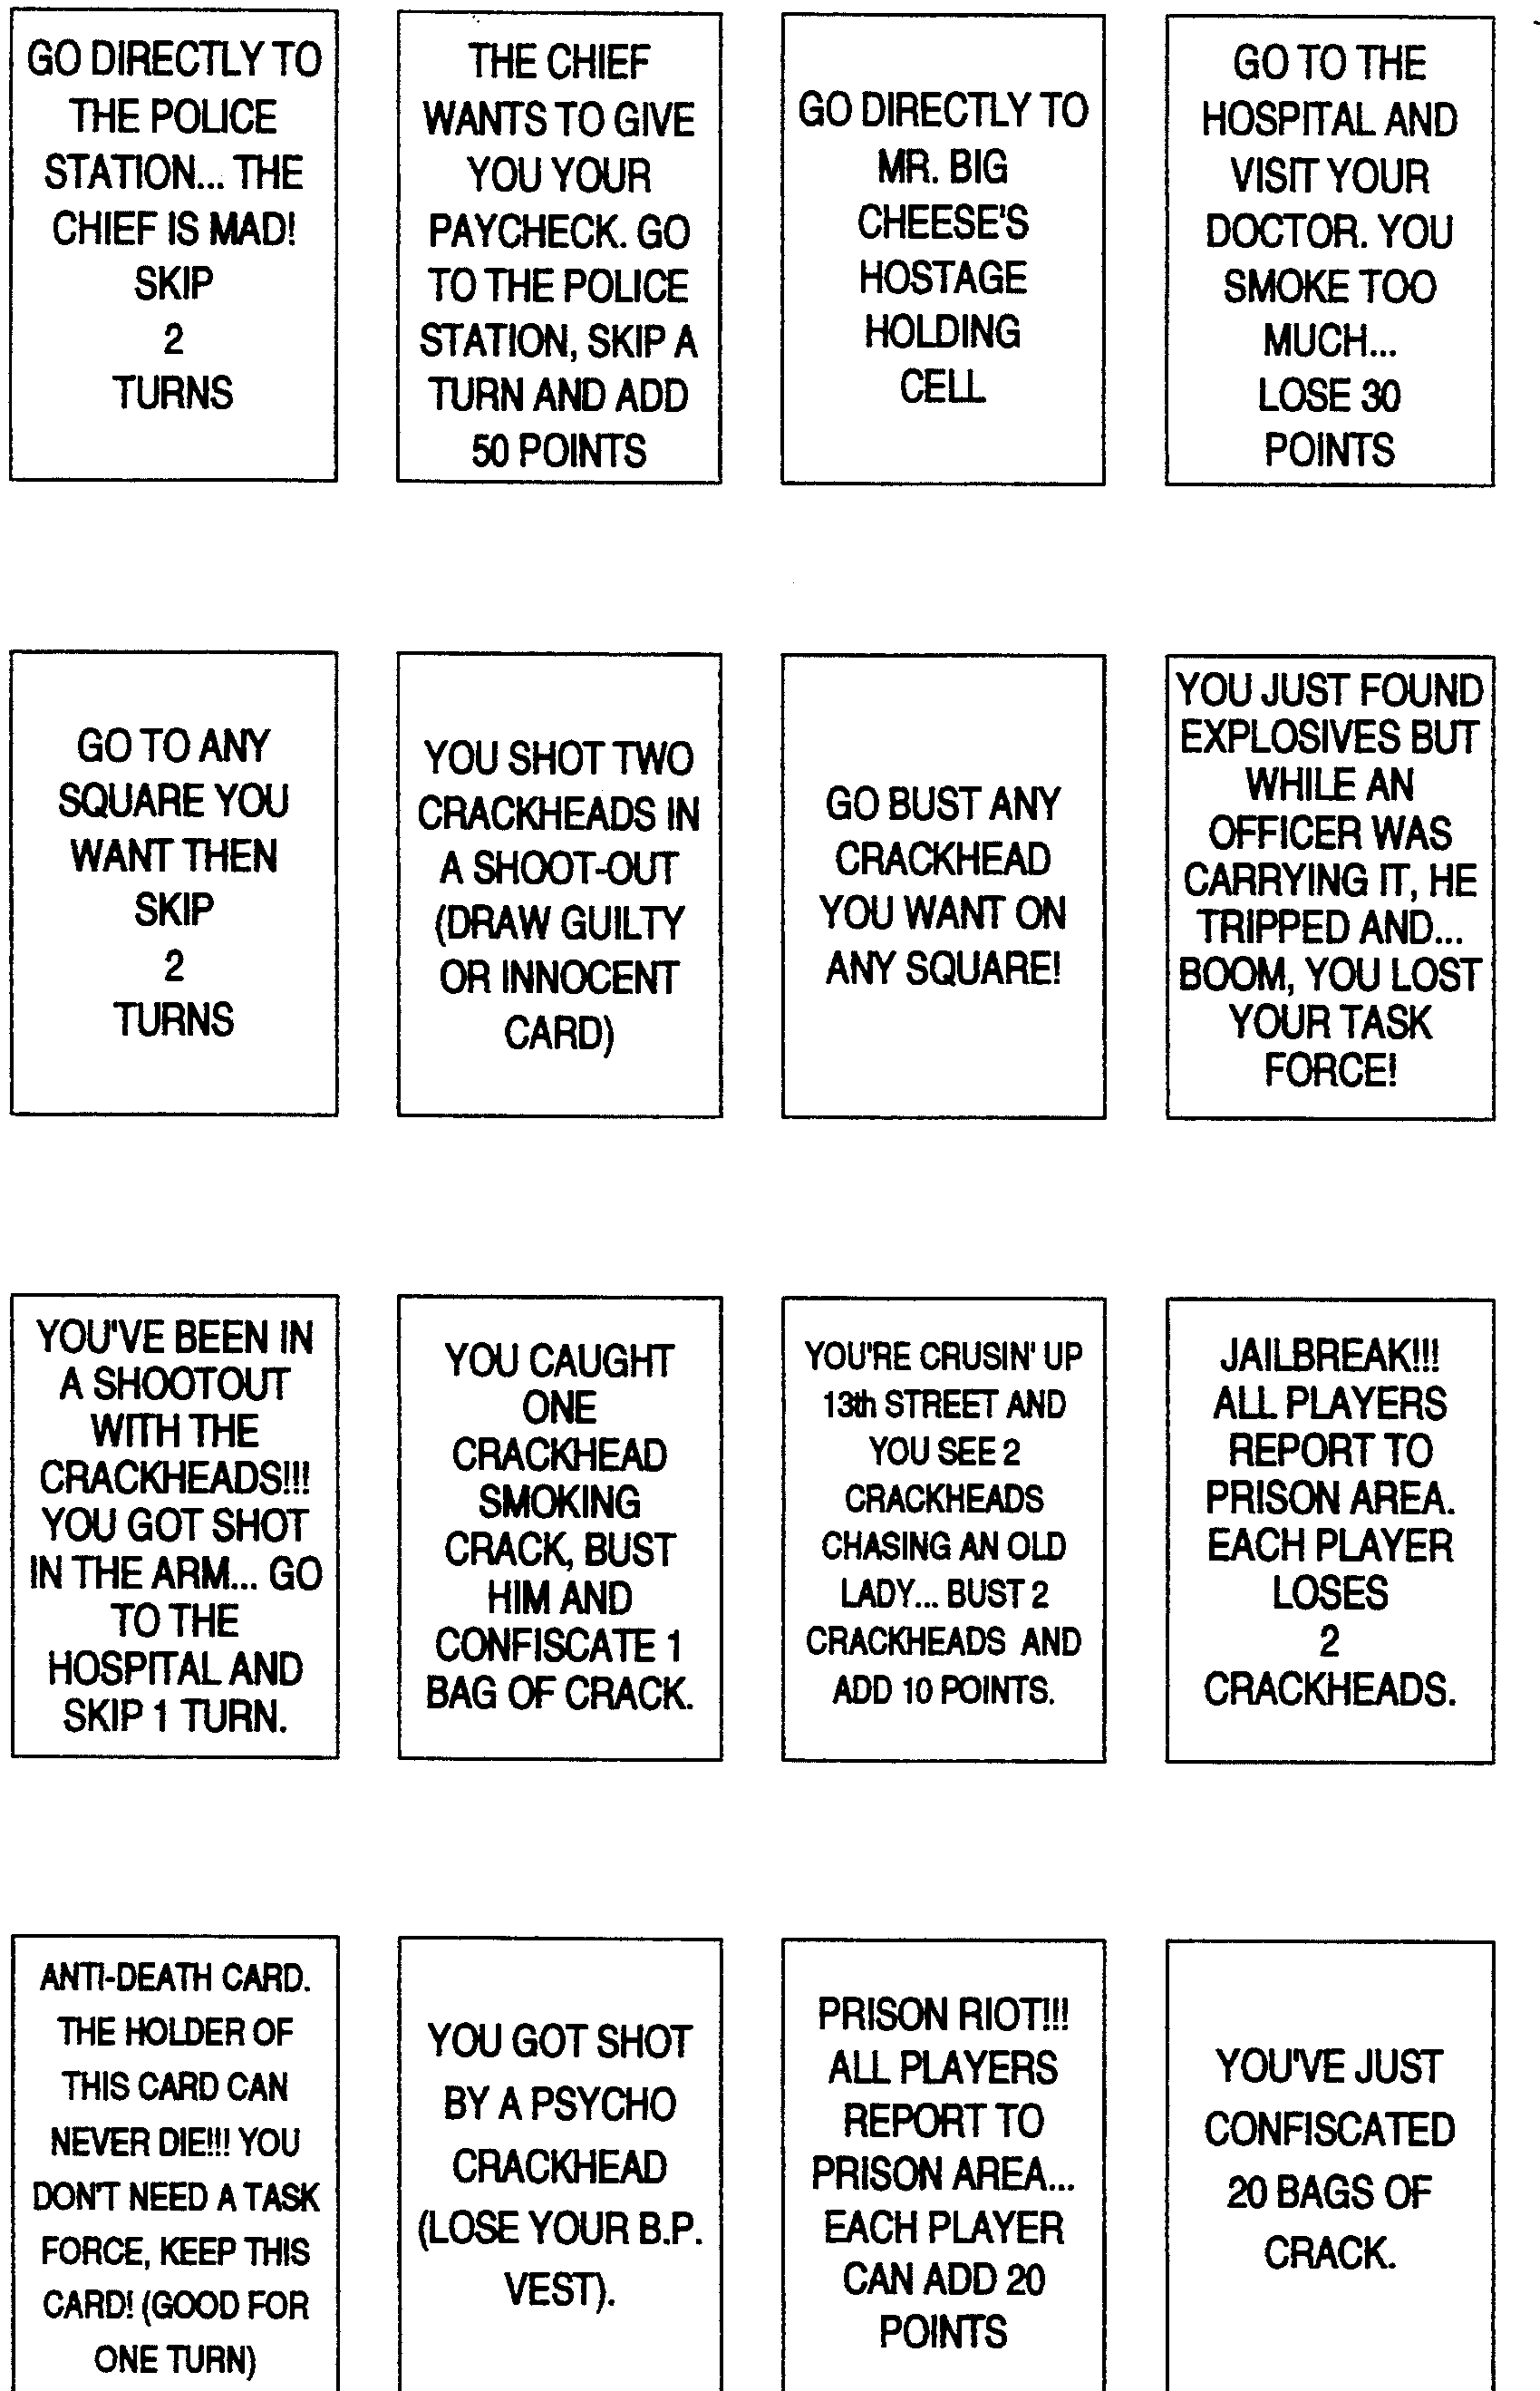 GO DIRECTLY TO
THE POLICE
STATION... THE
CHIEF IS MAD!
SKIP
2
TURNS
THE CHIEF
WANTS TO GIVE
YOU YOUR
PAYCHECK. GO
TO THE POLICE
STATION, SKIP A
TURN AND ADD
50 POINTS
GO DIRECTLY TO
MR. BIG
CHEESE'S
HOSTAGE
HOLDING
CELL
GO TO THE
HOSPITAL AND
VISIT YOUR
DOCTOR. YOU
SMOKE TOO
MUCH...
LOSE 30
POINTS
GO TO ANY
SQUARE YOU
WANT THEN
SKIP
2
TURNS
YOU SHOT TWO
CRACKHEADS IN
A SHOOT-OUT
(DRAW GUILTY
OR INNOCENT
CARD)
GO BUST ANY
CRACKHEAD
YOU WANT ON
ANY SQUARE!
YOU JUST FOUND
EXPLOSIVES BUT
WHILE AN
OFFICER WAS
CARRYING IT, HE
TRIPPED AND...
BOOM, YOU LOST
YOUR TASK
FORCE!
YOU'VE BEEN IN
A SHOOTOUT
WITH THE
CRACKHEADS!!!
YOU GOT SHOT
IN THE ARM... GO
TO THE
HOSPITAL AND
SKIP 1 TURN.
YOU CAUGHT
ONE
CRACKHEAD
SMOKING
CRACK, BUST
HIM AND
CONFISCATE 1
BAG OF CRACK.
YOU'RE CRUSIN' UP
13th STREET AND
YOU SEE 2
CRACKHEADS
CHASING AN OLD
LADY... BUST 2
CRACKHEADS AND
ADD 10 POINTS.
JAILBREAK!!!
ALL PLAYERS
REPORT TO
PRISON AREA.
EACH PLAYER
LOSES
2
CRACKHEADS.
ANTI-DEATH CARD.
THE HOLDER OF
THIS CARD CAN
NEVER DIE!!! YOU
DON'T NEED A TASK
FORCE, KEEP THIS
CARD! (GOOD FOR
ONE TURN)
YOU GOT SHOT
BY A PSYCHO
CRACKHEAD
(LOSE YOUR B.P.
VEST).
PRISON RIOT!!!
ALL PLAYERS
REPORT TO
PRISON AREA...
EACH PLAYER
CAN ADD 20
POINTS
YOU'VE JUST
CONFISCATED
20 BAGS OF
CRACK.